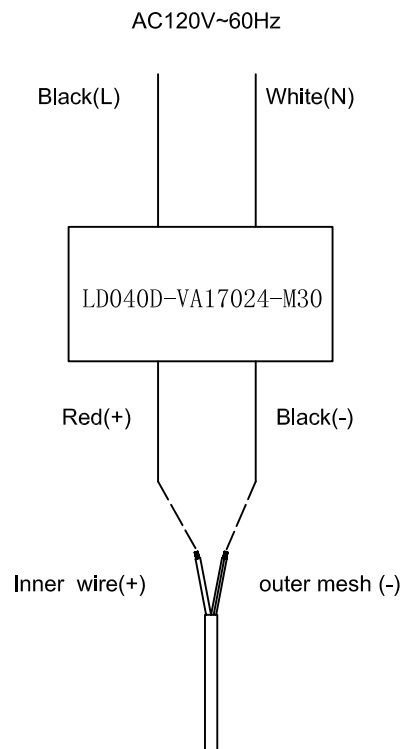 AC120V~60Hz
Black(L) White(N)
LD040D-VA17024-M30
Red(+) Black(-)
Inner wire(+) outer mesh (-)